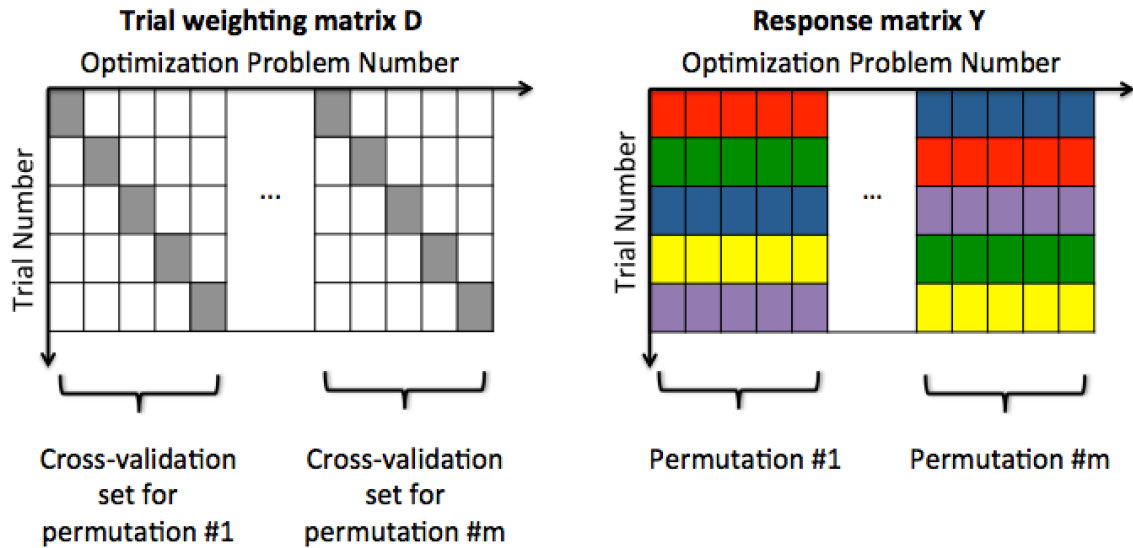 Trial weighting matrix D
Optimization Problem Number
Trial Number
...
Cross-validation
set for
permutation #1
Cross-validation
set for
permutation #m
Response matrix Y
Optimization Problem Number
Trial Number
...
Permutation #1
Permutation #m